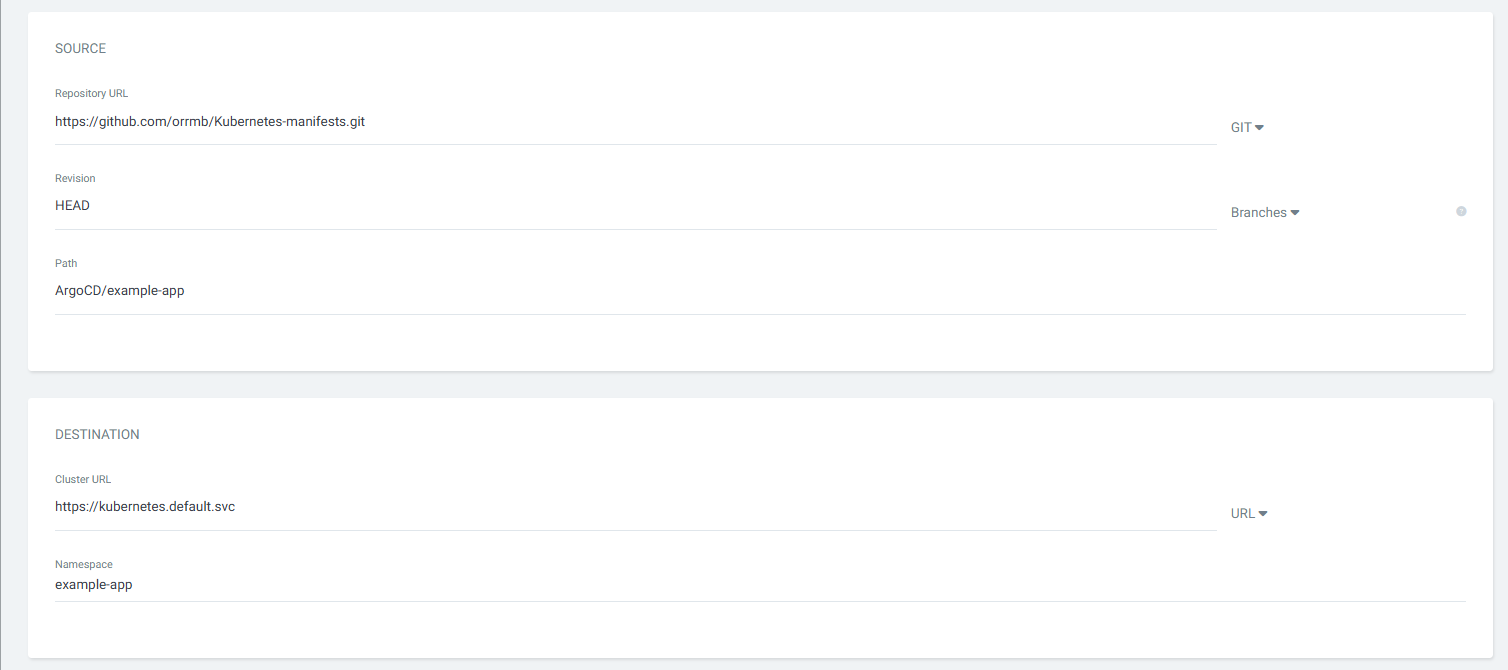 SOURCE
Repository URL
https://github.com/orrmb/Kubernetes-manifests.git
GIT
Revision
HEAD
Branches
Path
ArgoCD/example-app
DESTINATION
Cluster URL
https://kubernetes.default.svc
URL
Namespace
example-app